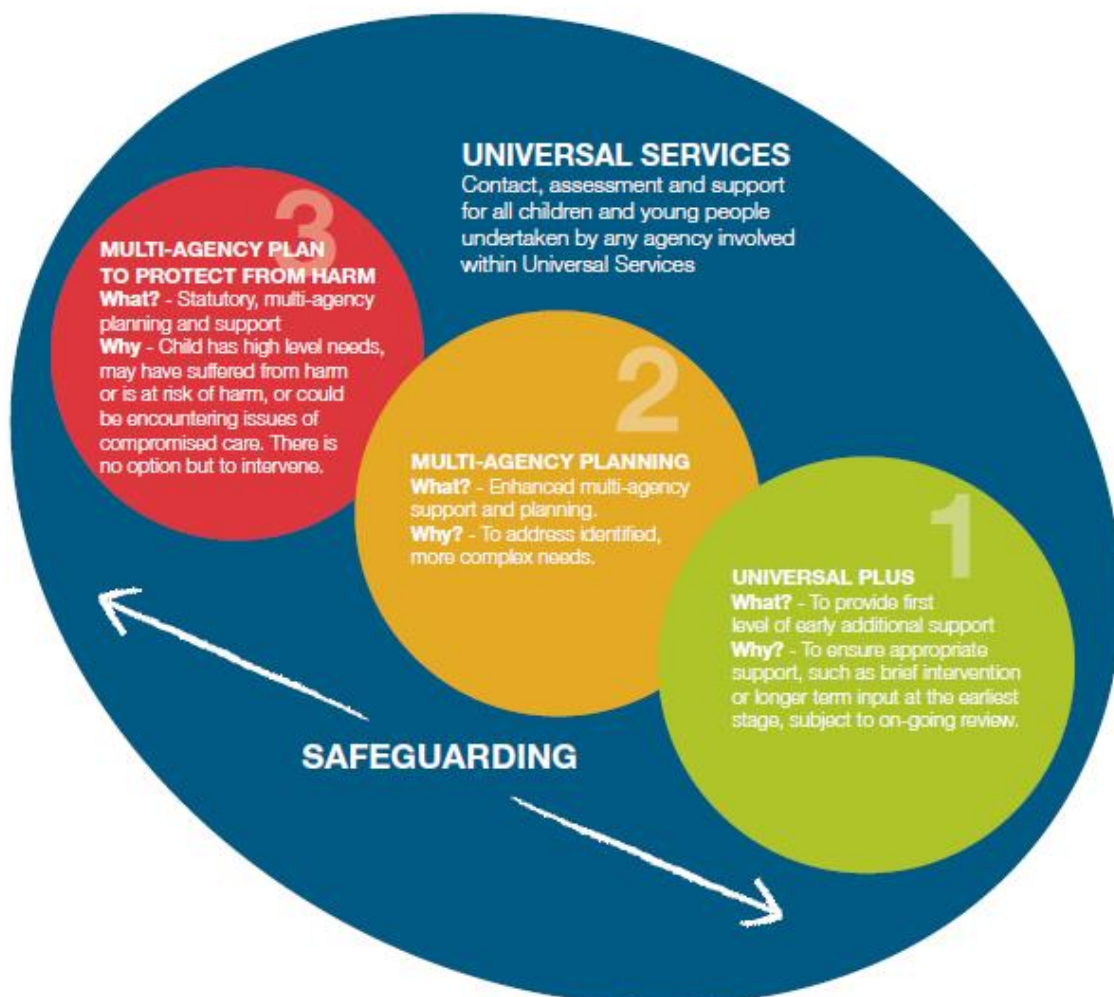 UNIVERSAL SERVICES
Contact, assessment and support
for all children and young people
undertaken by any agency involved
within Universal Services
3
MULTI-AGENCY PLAN
TO PROTECT FROM HARM
What? - Statutory, multi-agency
planning and support
Why - Child has high level needs,
may have suffered from harm
or is at risk of harm, or could
be encountering issues of
compromised care. There is
no option but to intervene.
2
MULTI-AGENCY PLANNING
What? - Enhanced multi-agency
support and planning.
Why? - To address identified,
more complex needs.
1
UNIVERSAL PLUS
What? - To provide first
level of early additional support
Why? - To ensure appropriate
support, such as brief intervention
or longer term input at the earliest
stage, subject to on-going review.
SAFEGUARDING